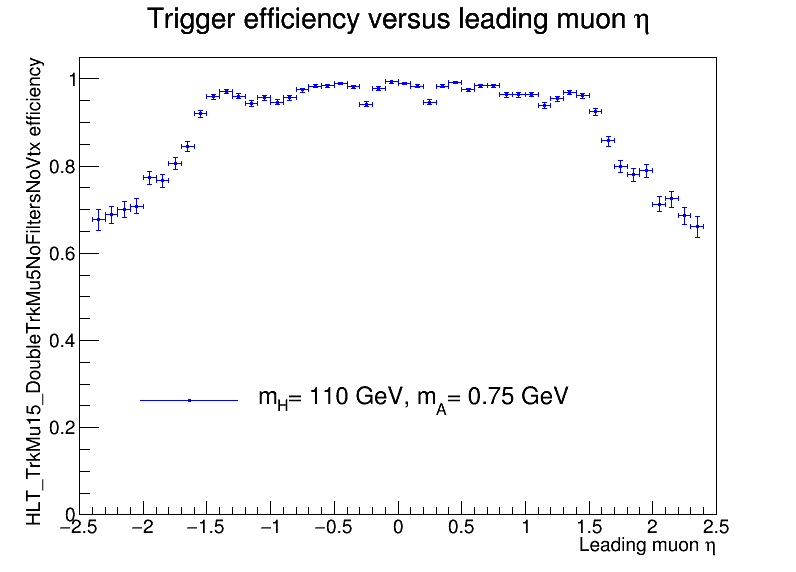 Trigger efficiency versus leading muon η
HLT_TrkMu15_DoubleTrkMu5NoFiltersNoVtx efficiency
1
0.8
0.6
0.4
0.2
0
m_H= 110 GeV, m_A= 0.75 GeV
−2.5 −2 −1.5 −1 −0.5 0 0.5 1 1.5 2 2.5
Leading muon η